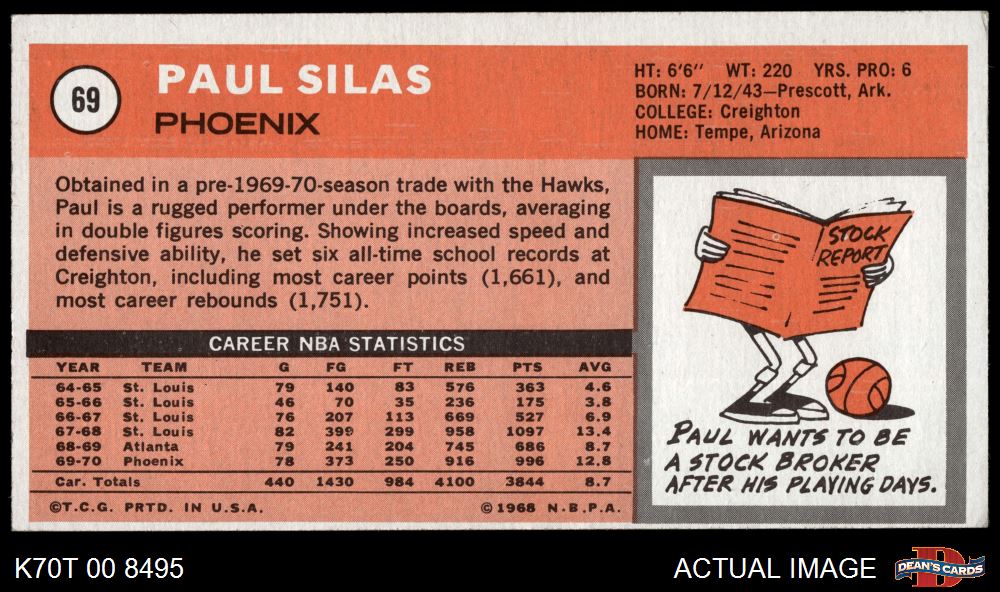 69
PAUL SILAS
PHOENIX
HT: 6'6" WT: 220 YRS. PRO: 6
BORN: 7/12/43—Prescott, Ark.
COLLEGE: Creighton
HOME: Tempe, Arizona
Obtained in a pre-1969-70-season trade with the Hawks,
Paul is a rugged performer under the boards, averaging
in double figures scoring. Showing increased speed and
defensive ability, he set six all-time school records at
Creighton, including most career points (1,661), and
most career rebounds (1,751).
CAREER NBA STATISTICS
YEAR TEAM G FG FT REB PTS AVG
64-65 St. Louis 79 140 83 576 363 4.6
65-66 St. Louis 46 70 35 236 175 3.8
66-67 St. Louis 76 207 113 669 527 6.9
67-68 St. Louis 82 399 299 958 1097 13.4
68-69 Atlanta 79 241 204 745 686 8.7
69-70 Phoenix 78 373 250 916 996 12.8
Car. Totals 440 1430 984 4100 3844 8.7
©T.C.G. PRTD. IN U.S.A. ©1968 N.B.P.A.
STOCK
REPORT
PAUL WANTS TO BE
A STOCK BROKER
AFTER HIS PLAYING DAYS.
K70T 00 8495
ACTUAL IMAGE
D
DEAN'S CARDS